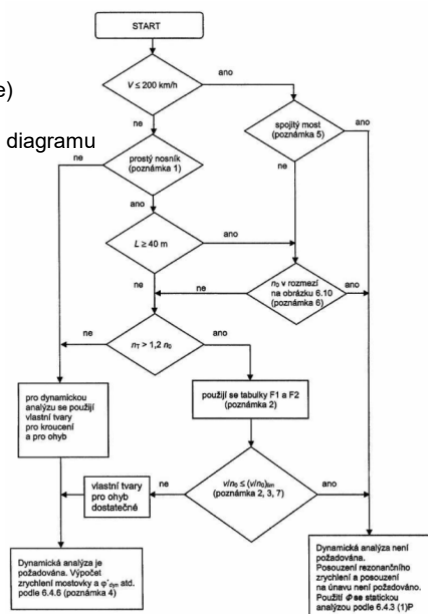 START
e)
V ≤ 200 km/h
ano
ne
diagramu
spojitý most
(poznámka 5)
ano
ne
prostý nosník
(poznámka 1)
ne
ano
L ≥ 40 m
ano
ne
n₀ v rozmezí
na obrázku 6.10
(poznámka 6)
ne
ano
n_T > 1,2 n₀
ne
ano
pro dynamickou
analýzu se použijí
vlastní tvary
pro kroucení
a pro ohyb
použijí se tabulky F1 a F2
(poznámka 2)
v/n₀ ≤ (v/n₀)lim
(poznámka 2, 3, 7)
ne
ano
vlastní tvary
pro ohyb
dostatečné
Dynamická analýza je
požadována. Výpočet
zrychlení mostovky a φ´dyn atd.
podle 6.4.6 (poznámka 4)
Dynamická analýza není
požadována.
Posouzení rezonančního
zrychlení a posouzení
na únavu není požadováno.
Použití Φ se statickou
analýzou podle 6.4.3 (1)P